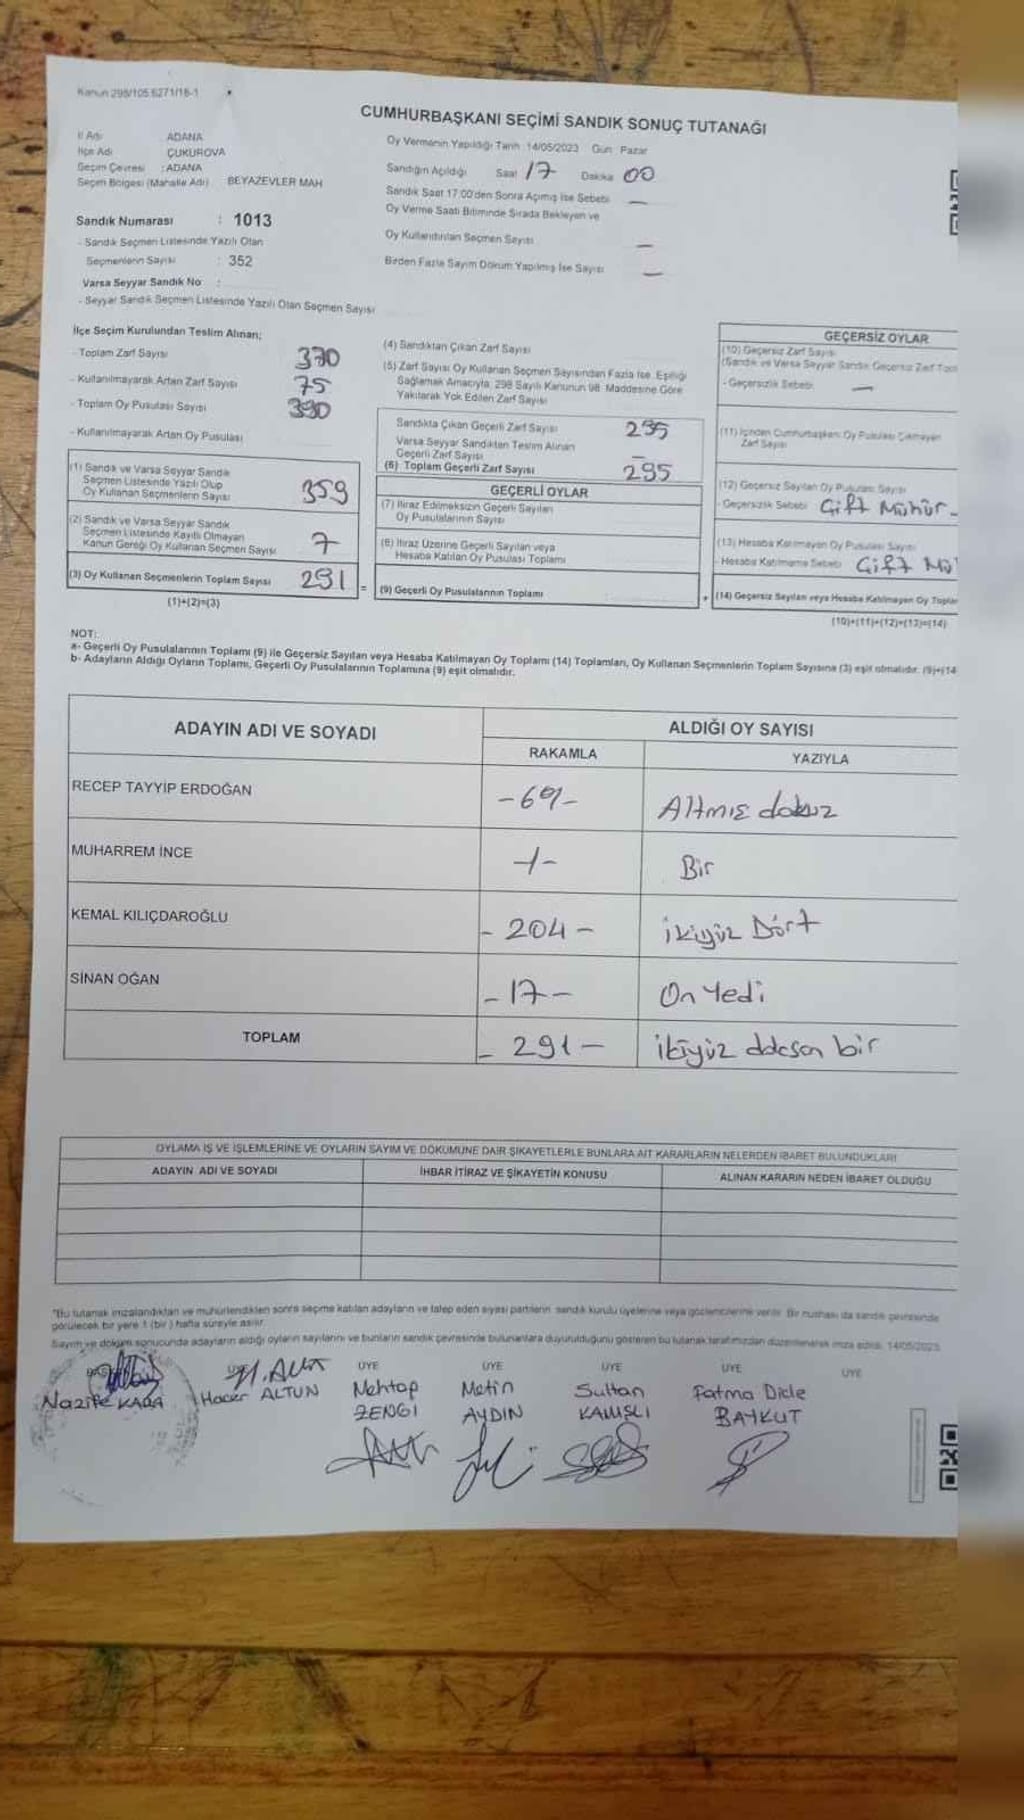 Kanun 298/105 6271/16-1
CUMHURBAŞKANI SEÇİMİ SANDIK SONUÇ TUTANAĞI
İl Adı ADANA
İlçe Adı ÇUKUROVA
Seçim Çevresi : ADANA
Seçim Bölgesi (Mahalle Adı) BEYAZEVLER MAH
Oy Vermenin Yapıldığı Tarih 14/05/2023 Gün Pazar
Sandığın Açıldığı Saat 17 Dakika 00
Sandık Saat 17:00'den Sonra Açımış İse Sebebi —
Oy Verme Saati Bitiminde Sırada Bekleyen ve
Oy Kullandırılan Seçmen Sayısı —
Birden Fazla Sayım Döküm Yapılmış İse Sayısı —
Sandık Numarası : 1013
- Sandık Seçmen Listesinde Yazılı Olan
Seçmenlerin Sayısı : 352
Varsa Seyyar Sandık No :
- Seyyar Sandık Seçmen Listesinde Yazılı Olan Seçmen Sayısı
İlçe Seçim Kurulundan Teslim Alınan;
- Toplam Zarf Sayısı 370
- Kullanılmayarak Artan Zarf Sayısı 75
- Toplam Oy Pusulası Sayısı 390
- Kullanılmayarak Artan Oy Pusulası
(1) Sandık ve Varsa Seyyar Sandık
Seçmen Listesinde Yazılı Olup
Oy Kullanan Seçmenlerin Sayısı 359
(2) Sandık ve Varsa Seyyar Sandık
Seçmen Listesinde Kayıtlı Olmayan
Kanun Gereği Oy Kullanan Seçmen Sayısı 7
(3) Oy Kullanan Seçmenlerin Toplam Sayısı 291 =
(1)+(2)=(3)
(4) Sandıktan Çıkan Zarf Sayısı
(5) Zarf Sayısı Oy Kullanan Seçmen Sayısından Fazla İse, Eşitliği
Sağlamak Amacıyla; 298 Sayılı Kanunun 98. Maddesine Göre
Yakılarak Yok Edilen Zarf Sayısı
Sandıkta Çıkan Geçerli Zarf Sayısı 295
Varsa Seyyar Sandıktan Teslim Alınan
Geçerli Zarf Sayısı —
(6) Toplam Geçerli Zarf Sayısı 295
GEÇERLİ OYLAR
(7) İtiraz Edilmeksizin Geçerli Sayılan
Oy Pusulalarının Sayısı
(8) İtiraz Üzerine Geçerli Sayılan veya
Hesaba Katılan Oy Pusulası Toplamı
(9) Geçerli Oy Pusulalarının Toplamı +
GEÇERSİZ OYLAR
(10) Geçersiz Zarf Sayısı
(Sandık ve Varsa Seyyar Sandık Geçersiz Zarf
- Geçersizlik Sebebi —
(11) İçinden Cumhurbaşkanı Oy Pusulası Çıkmayan
Zarf Sayısı
(12) Geçersiz Sayılan Oy Pusulası Sayısı
- Geçersizlik Sebebi Çift Mühür -
(13) Hesaba Katılmayan Oy Pusulası Sayısı
- Hesaba Katılmama Sebebi Çift Mü
(14) Geçersiz Sayılan veya Hesaba Katılmayan Oy
(10)+(11)+(12)+(13)=(14)
NOT:
a- Geçerli Oy Pusulalarının Toplamı (9) ile Geçersiz Sayılan veya Hesaba Katılmayan Oy Toplamı (14) Toplamları, Oy Kullanan Seçmenlerin Toplam Sayısına (3) eşit olmalıdır. (9)+(14
b- Adayların Aldığı Oyların Toplamı, Geçerli Oy Pusulalarının Toplamına (9) eşit olmalıdır.
ADAYIN ADI VE SOYADI ALDIĞI OY SAYISI
RAKAMLA YAZIYLA
RECEP TAYYİP ERDOĞAN -69- Altmış dokuz
MUHARREM İNCE -1- Bir
KEMAL KILIÇDAROĞLU - 204 - ikiyüz Dört
SİNAN OĞAN - 17 - On Yedi
TOPLAM - 291 - ikiyüz doksan bir
OYLAMA İŞ VE İŞLEMLERİNE VE OYLARIN SAYIM VE DÖKÜMÜNE DAİR ŞİKAYETLERLE BUNLARA AİT KARARLARIN NELERDEN İBARET BULUNDUKLARI
ADAYIN ADI VE SOYADI İHBAR İTİRAZ VE ŞİKAYETİN KONUSU ALINAN KARARIN NEDEN İBARET OLDUĞU
"Bu tutanak imzalandıktan ve mühürlendikten sonra seçime katılan adayların ve talep eden siyasi partilerin sandık kurulu üyelerine veya gözlemcilerine verilir. Bir nüshası da sandık çevresinde
görülecek bir yere 1 (bir) hafta süreyle asılır.
Sayım ve döküm sonucunda adayların aldığı oyların sayılarını ve bunların sandık çevresinde bulunanlara duyurulduğunu gösteren bu tutanak tarafımızdan düzenlenerek imza edildi. 14/05/2023
ÜYE ÜYE ÜYE ÜYE ÜYE
Nazife KARA Hacer ALTUN Mehtap ZENGİ Metin AYDIN Sultan KAMIŞLI Fatma Dicle BAYKUT